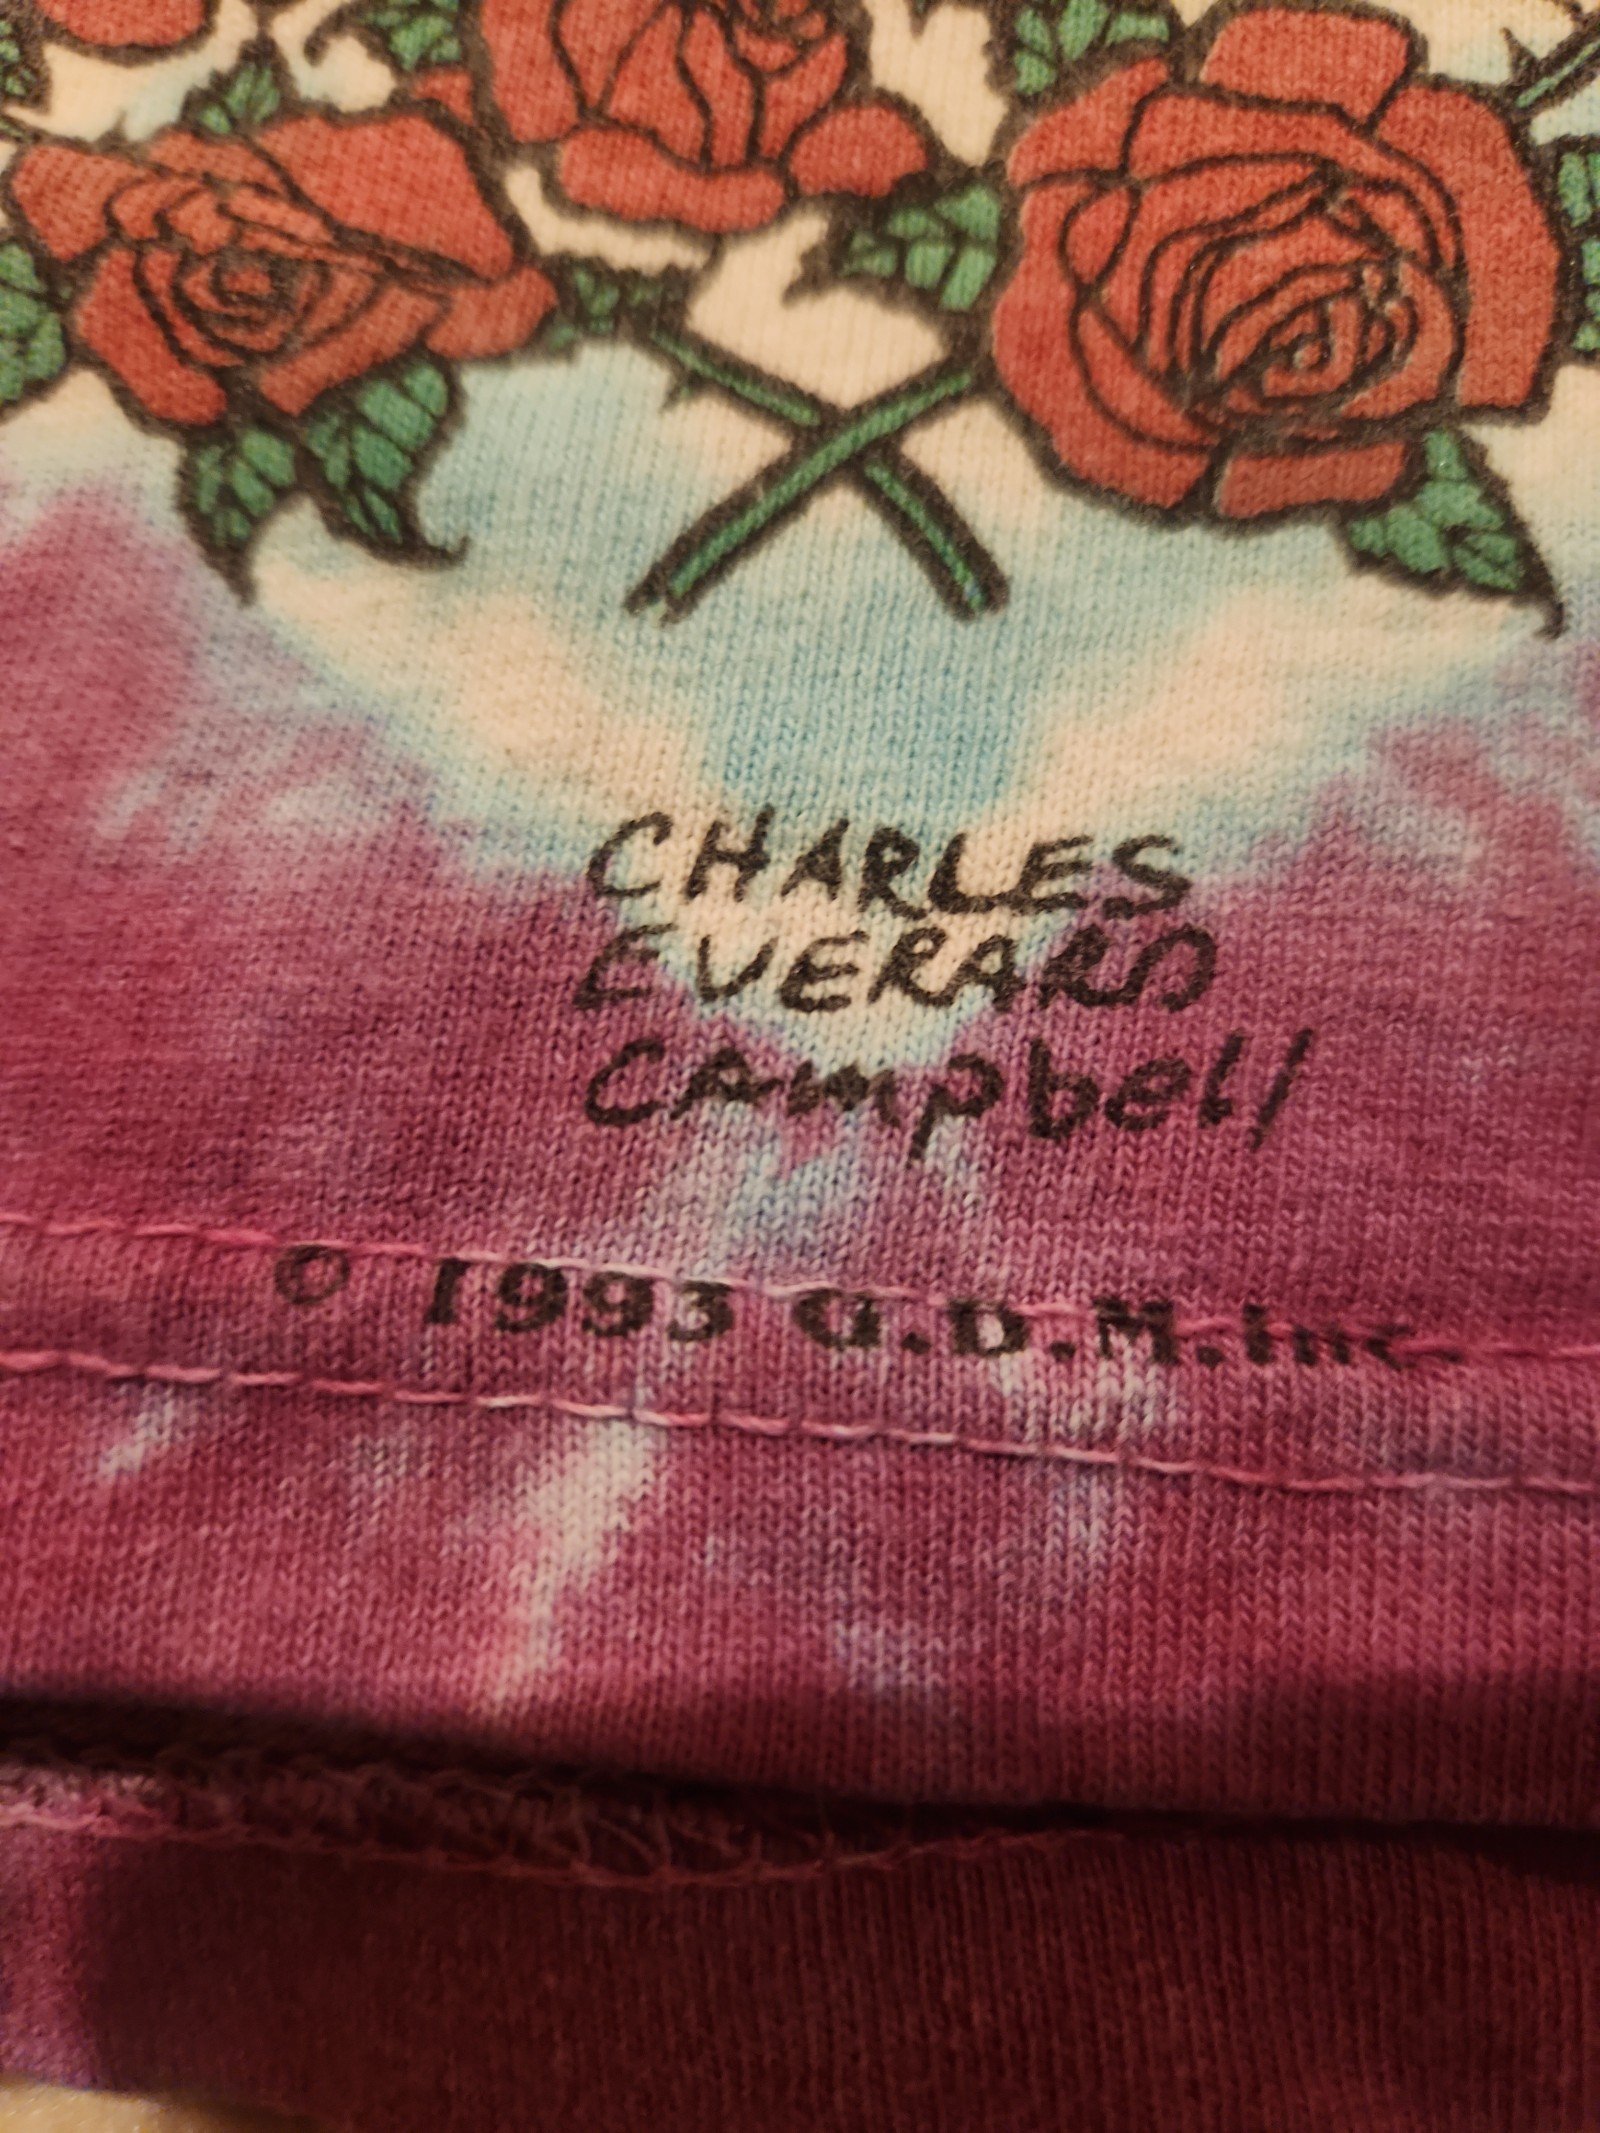 CHARLES
EVERARD
Campbell
© 1993 G.D.M. Inc.